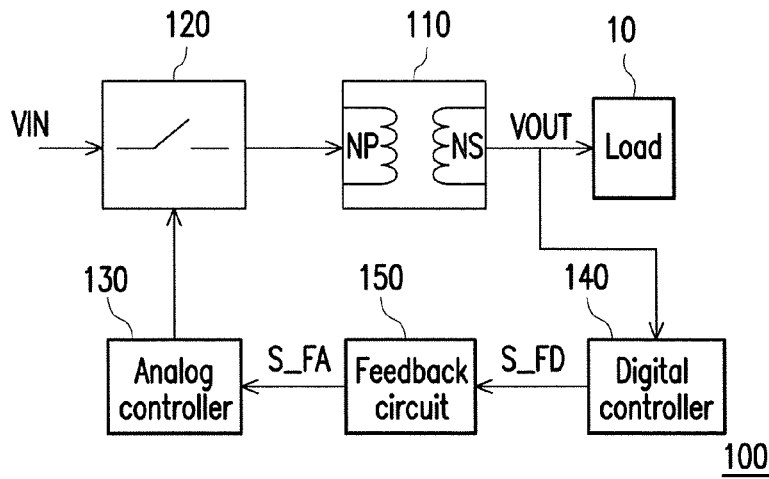 120
110
10
VIN
NP
NS
VOUT
Load
130
150
140
Analog
controller
S_FA
Feedback
circuit
S_FD
Digital
controller
100